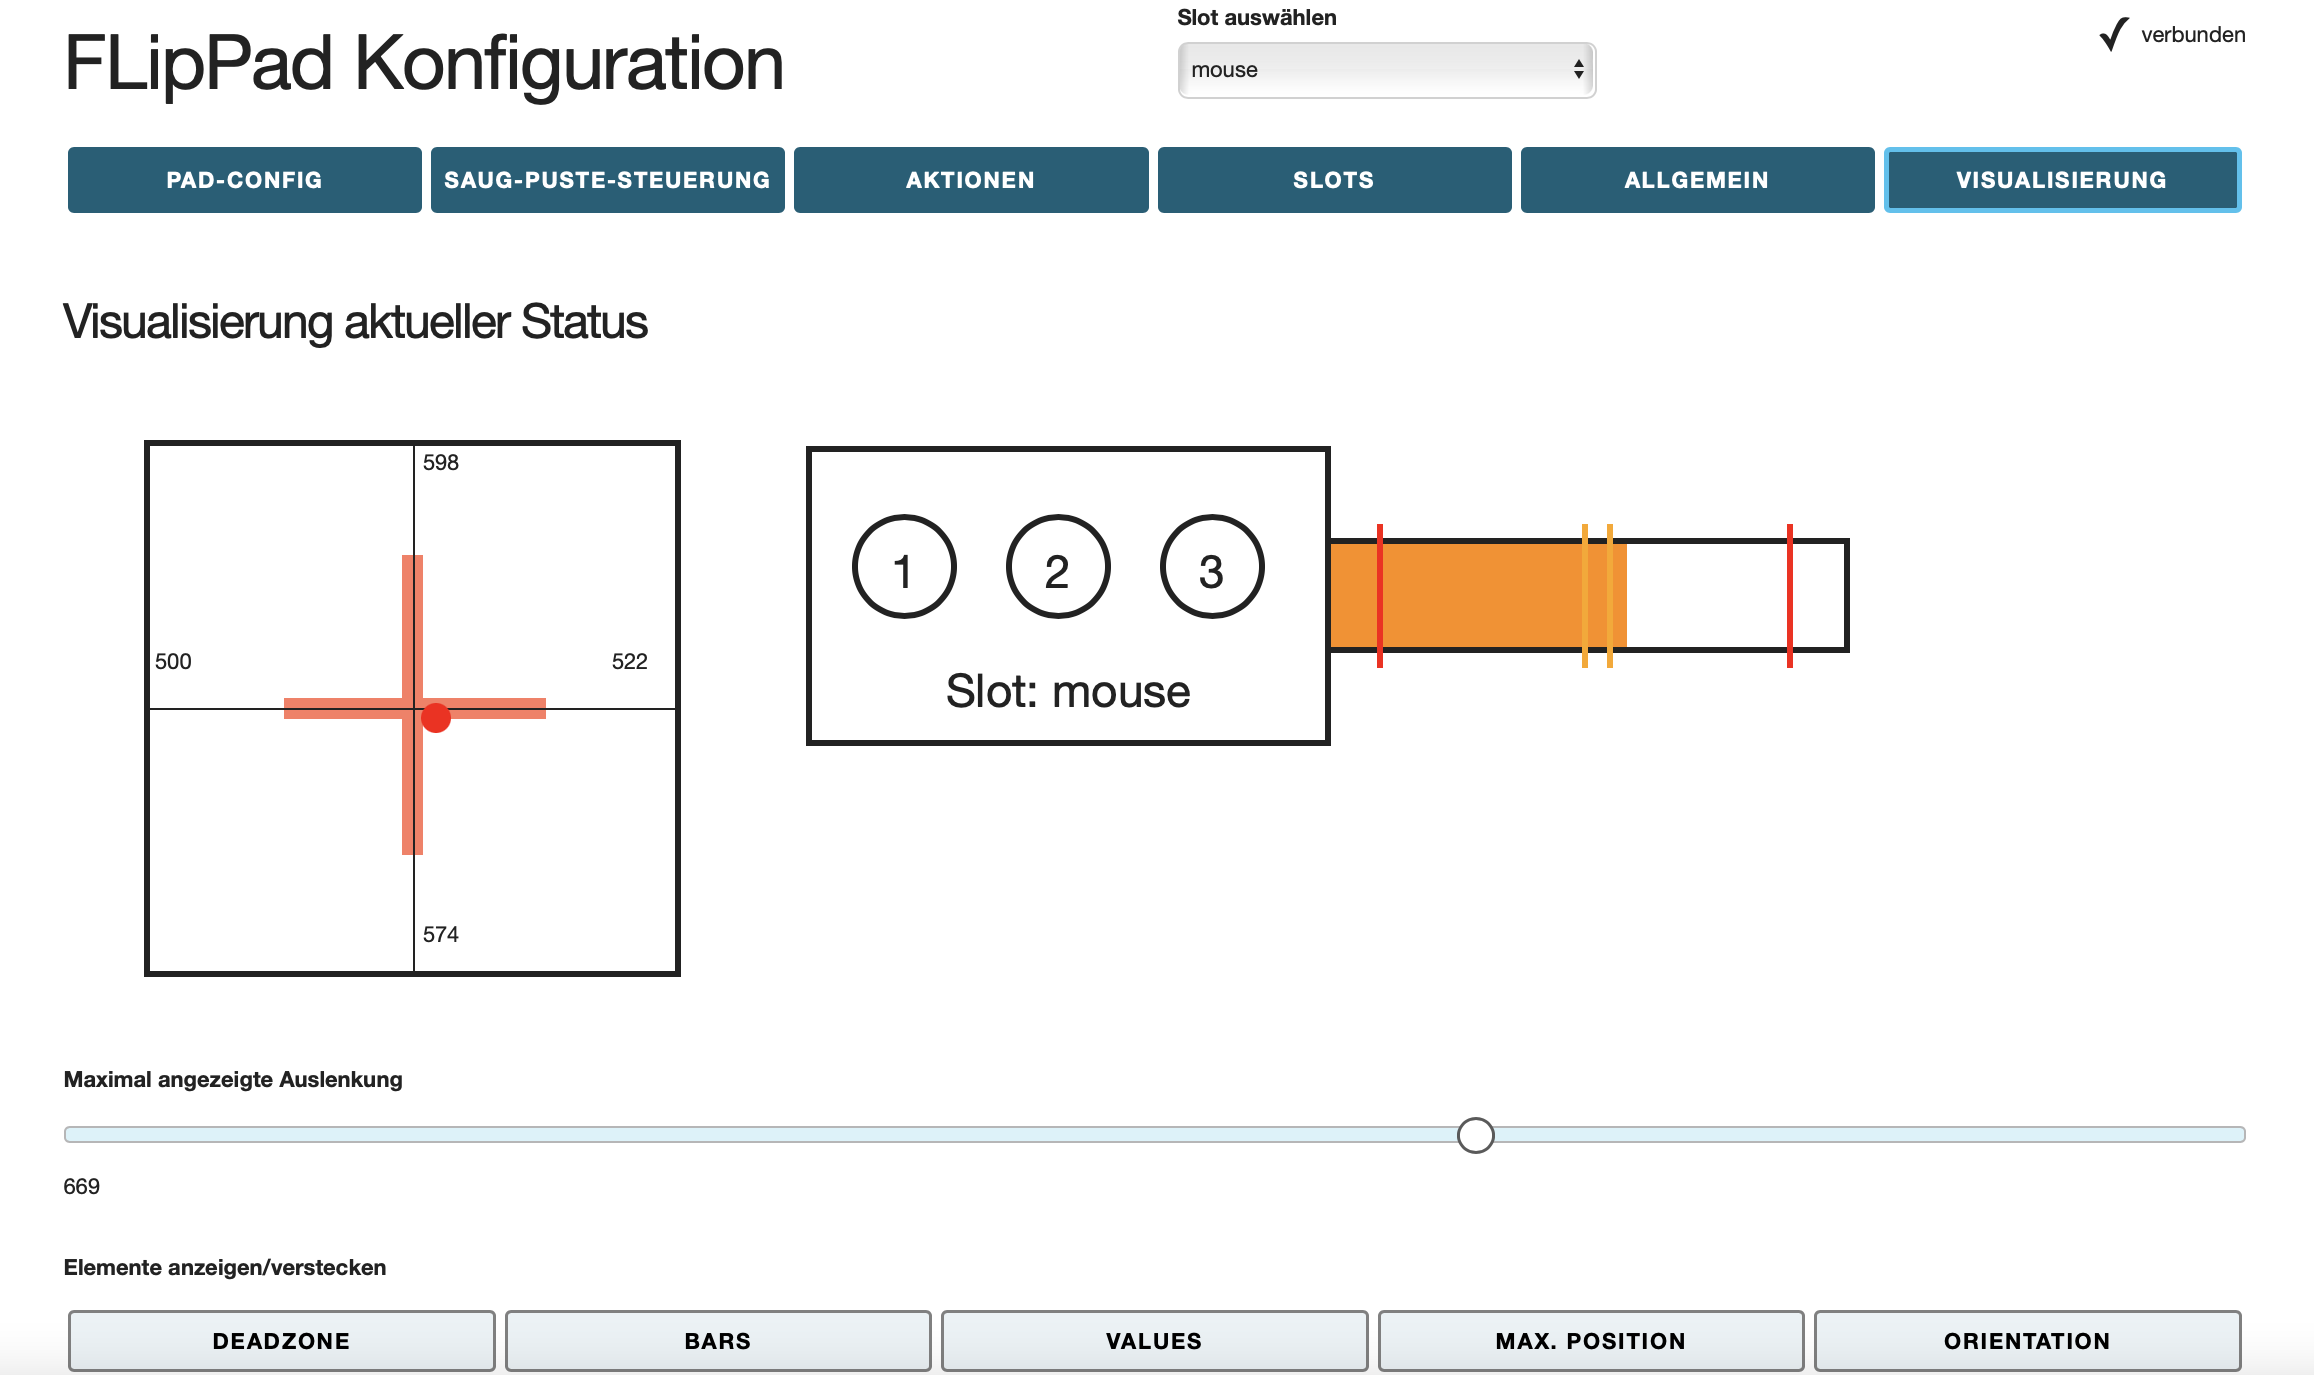 FLipPad Konfiguration
Slot auswählen
mouse
verbunden
PAD-CONFIG
SAUG-PUSTE-STEUERUNG
AKTIONEN
SLOTS
ALLGEMEIN
VISUALISIERUNG
Visualisierung aktueller Status
598
500
522
574
1
2
3
Slot: mouse
Maximal angezeigte Auslenkung
669
Elemente anzeigen/verstecken
DEADZONE
BARS
VALUES
MAX. POSITION
ORIENTATION